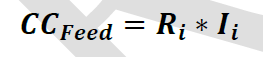 CC_Feed = R_i * I_i